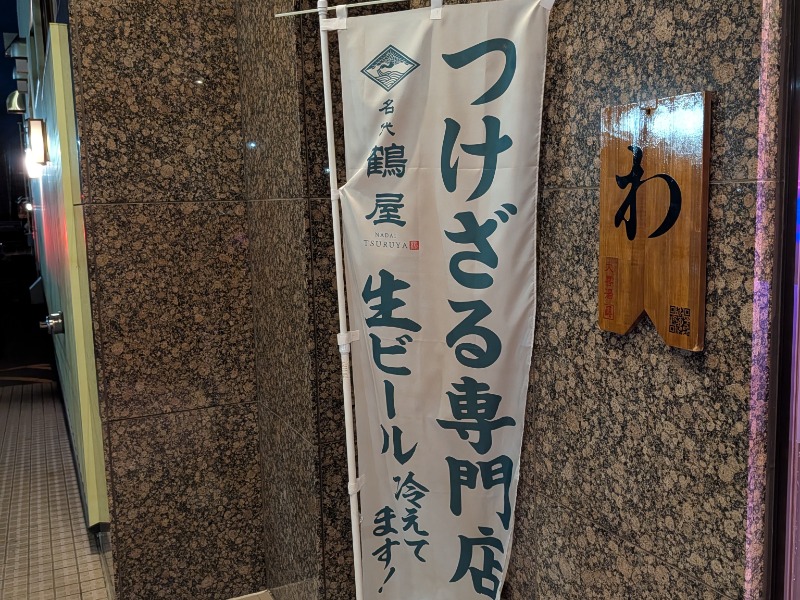 つけざる専門店
名代
鶴屋
NADAI
TSURUYA
生ビール
冷えて
ます!
わ